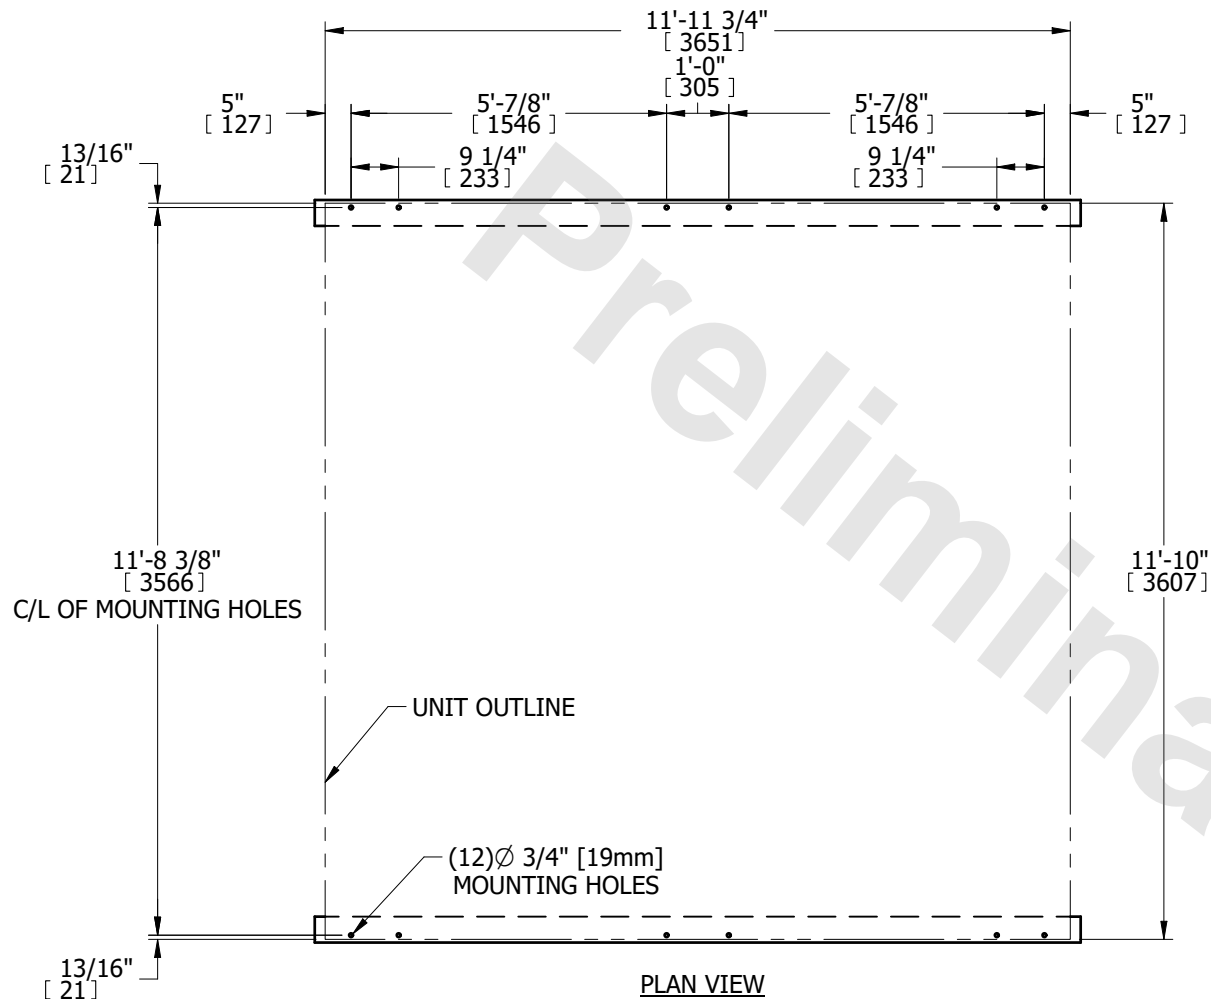 11'-11 3/4"
[ 3651]
1'-0"
[ 305 ]
5"
[ 127]
5'-7/8"
[ 1546 ]
5'-7/8"
[ 1546 ]
5"
[ 127 ]
13/16"
[ 21]
9 1/4"
[ 233]
9 1/4"
[ 233 ]
Prelimina
11'-8 3/8"
[ 3566]
C/L OF MOUNTING HOLES
11'-10"
[ 3607]
UNIT OUTLINE
(12)Ø 3/4" [19mm]
MOUNTING HOLES
13/16"
[ 21]
PLAN VIEW